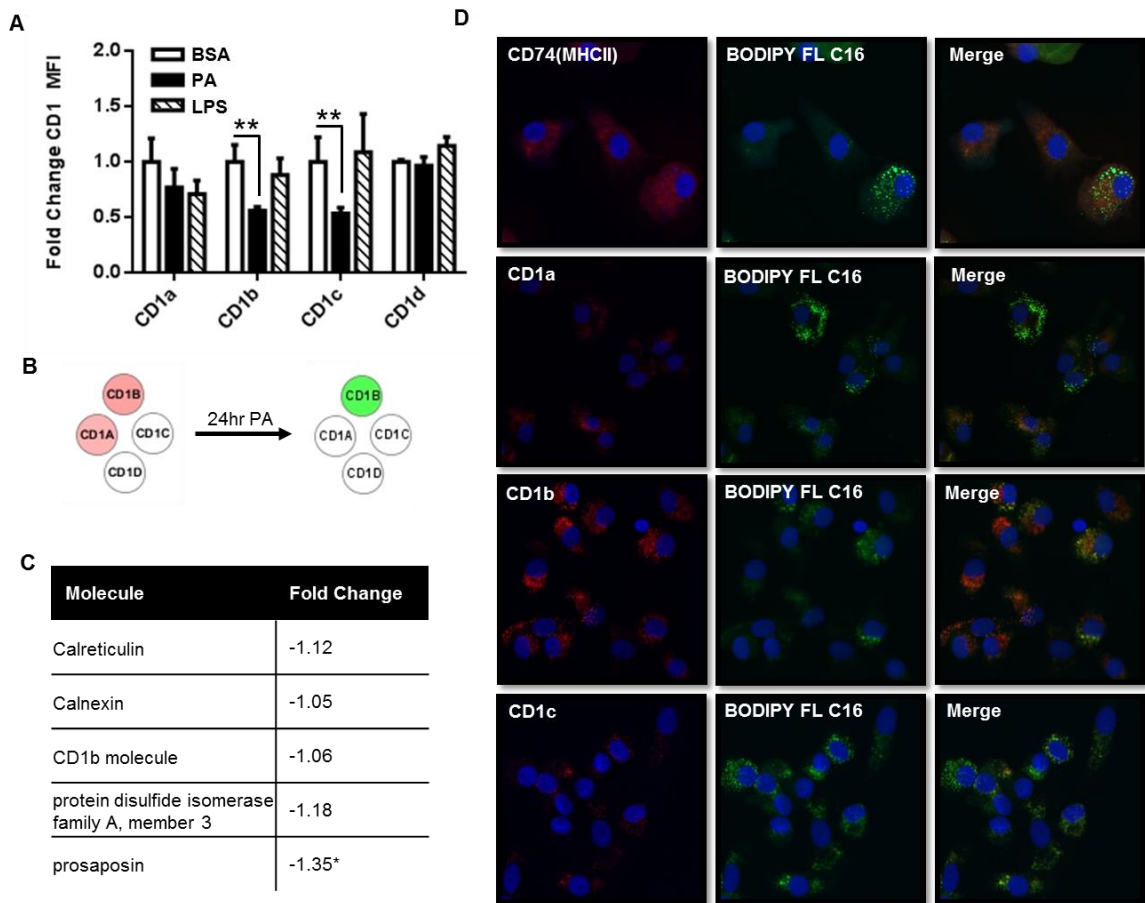 A
2.0
1.5
1.0
0.5
0.0
Fold Change CD1 MFI
BSA
PA
LPS
**
**
CD1a
CD1b
CD1c
CD1d
B
CD1B
CD1A
CD1C
CD1D
24hr PA
CD1B
CD1A
CD1C
CD1D
C
Molecule Fold Change
Calreticulin -1.12
Calnexin -1.05
CD1b molecule -1.06
protein disulfide isomerase
family A, member 3 -1.18
prosaposin -1.35*
D
CD74(MHCII) BODIPY FL C16 Merge
CD1a BODIPY FL C16 Merge
CD1b BODIPY FL C16 Merge
CD1c BODIPY FL C16 Merge